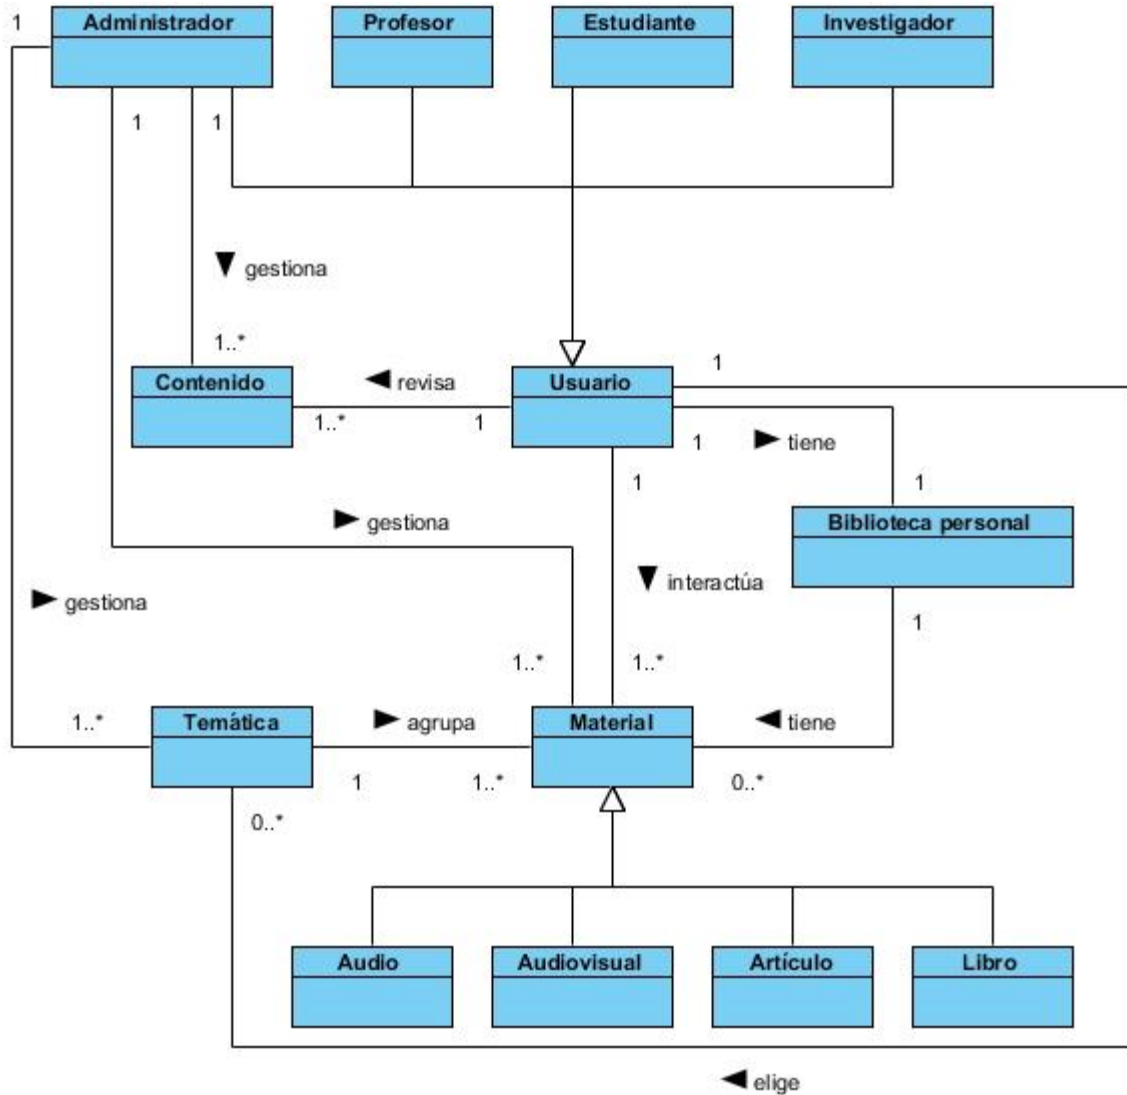 1
Administrador
Profesor
Estudiante
Investigador
1
1
gestiona
1..*
Contenido
revisa
Usuario
1
1..*
1
1
tiene
1
1
gestiona
Biblioteca personal
interactúa
gestiona
1
1..*
1..*
1..*
Temática
agrupa
Material
tiene
1
1..*
0..*
0..*
Audio
Audiovisual
Artículo
Libro
elige